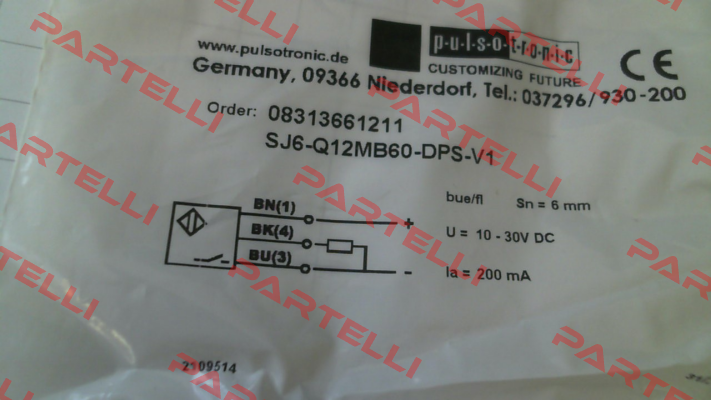 p·u·l·s·o·t·r·o·n·i·c
www.pulsotronic.de
CUSTOMIZING FUTURE
CE
Germany, 09366 Niederdorf, Tel.: 037296/930-200
Order: 08313661211
SJ6-Q12MB60-DPS-V1
BN(1) +
BK(4)
BU(3) -
bue/fl Sn = 6 mm
U = 10 - 30V DC
Ia = 200 mA
2109514
PARTELLI
PARTELLI
PARTELLI
PARTELLI
PARTELLI
PARTELLI
PARTELLI
PARTELLI
PARTELLI